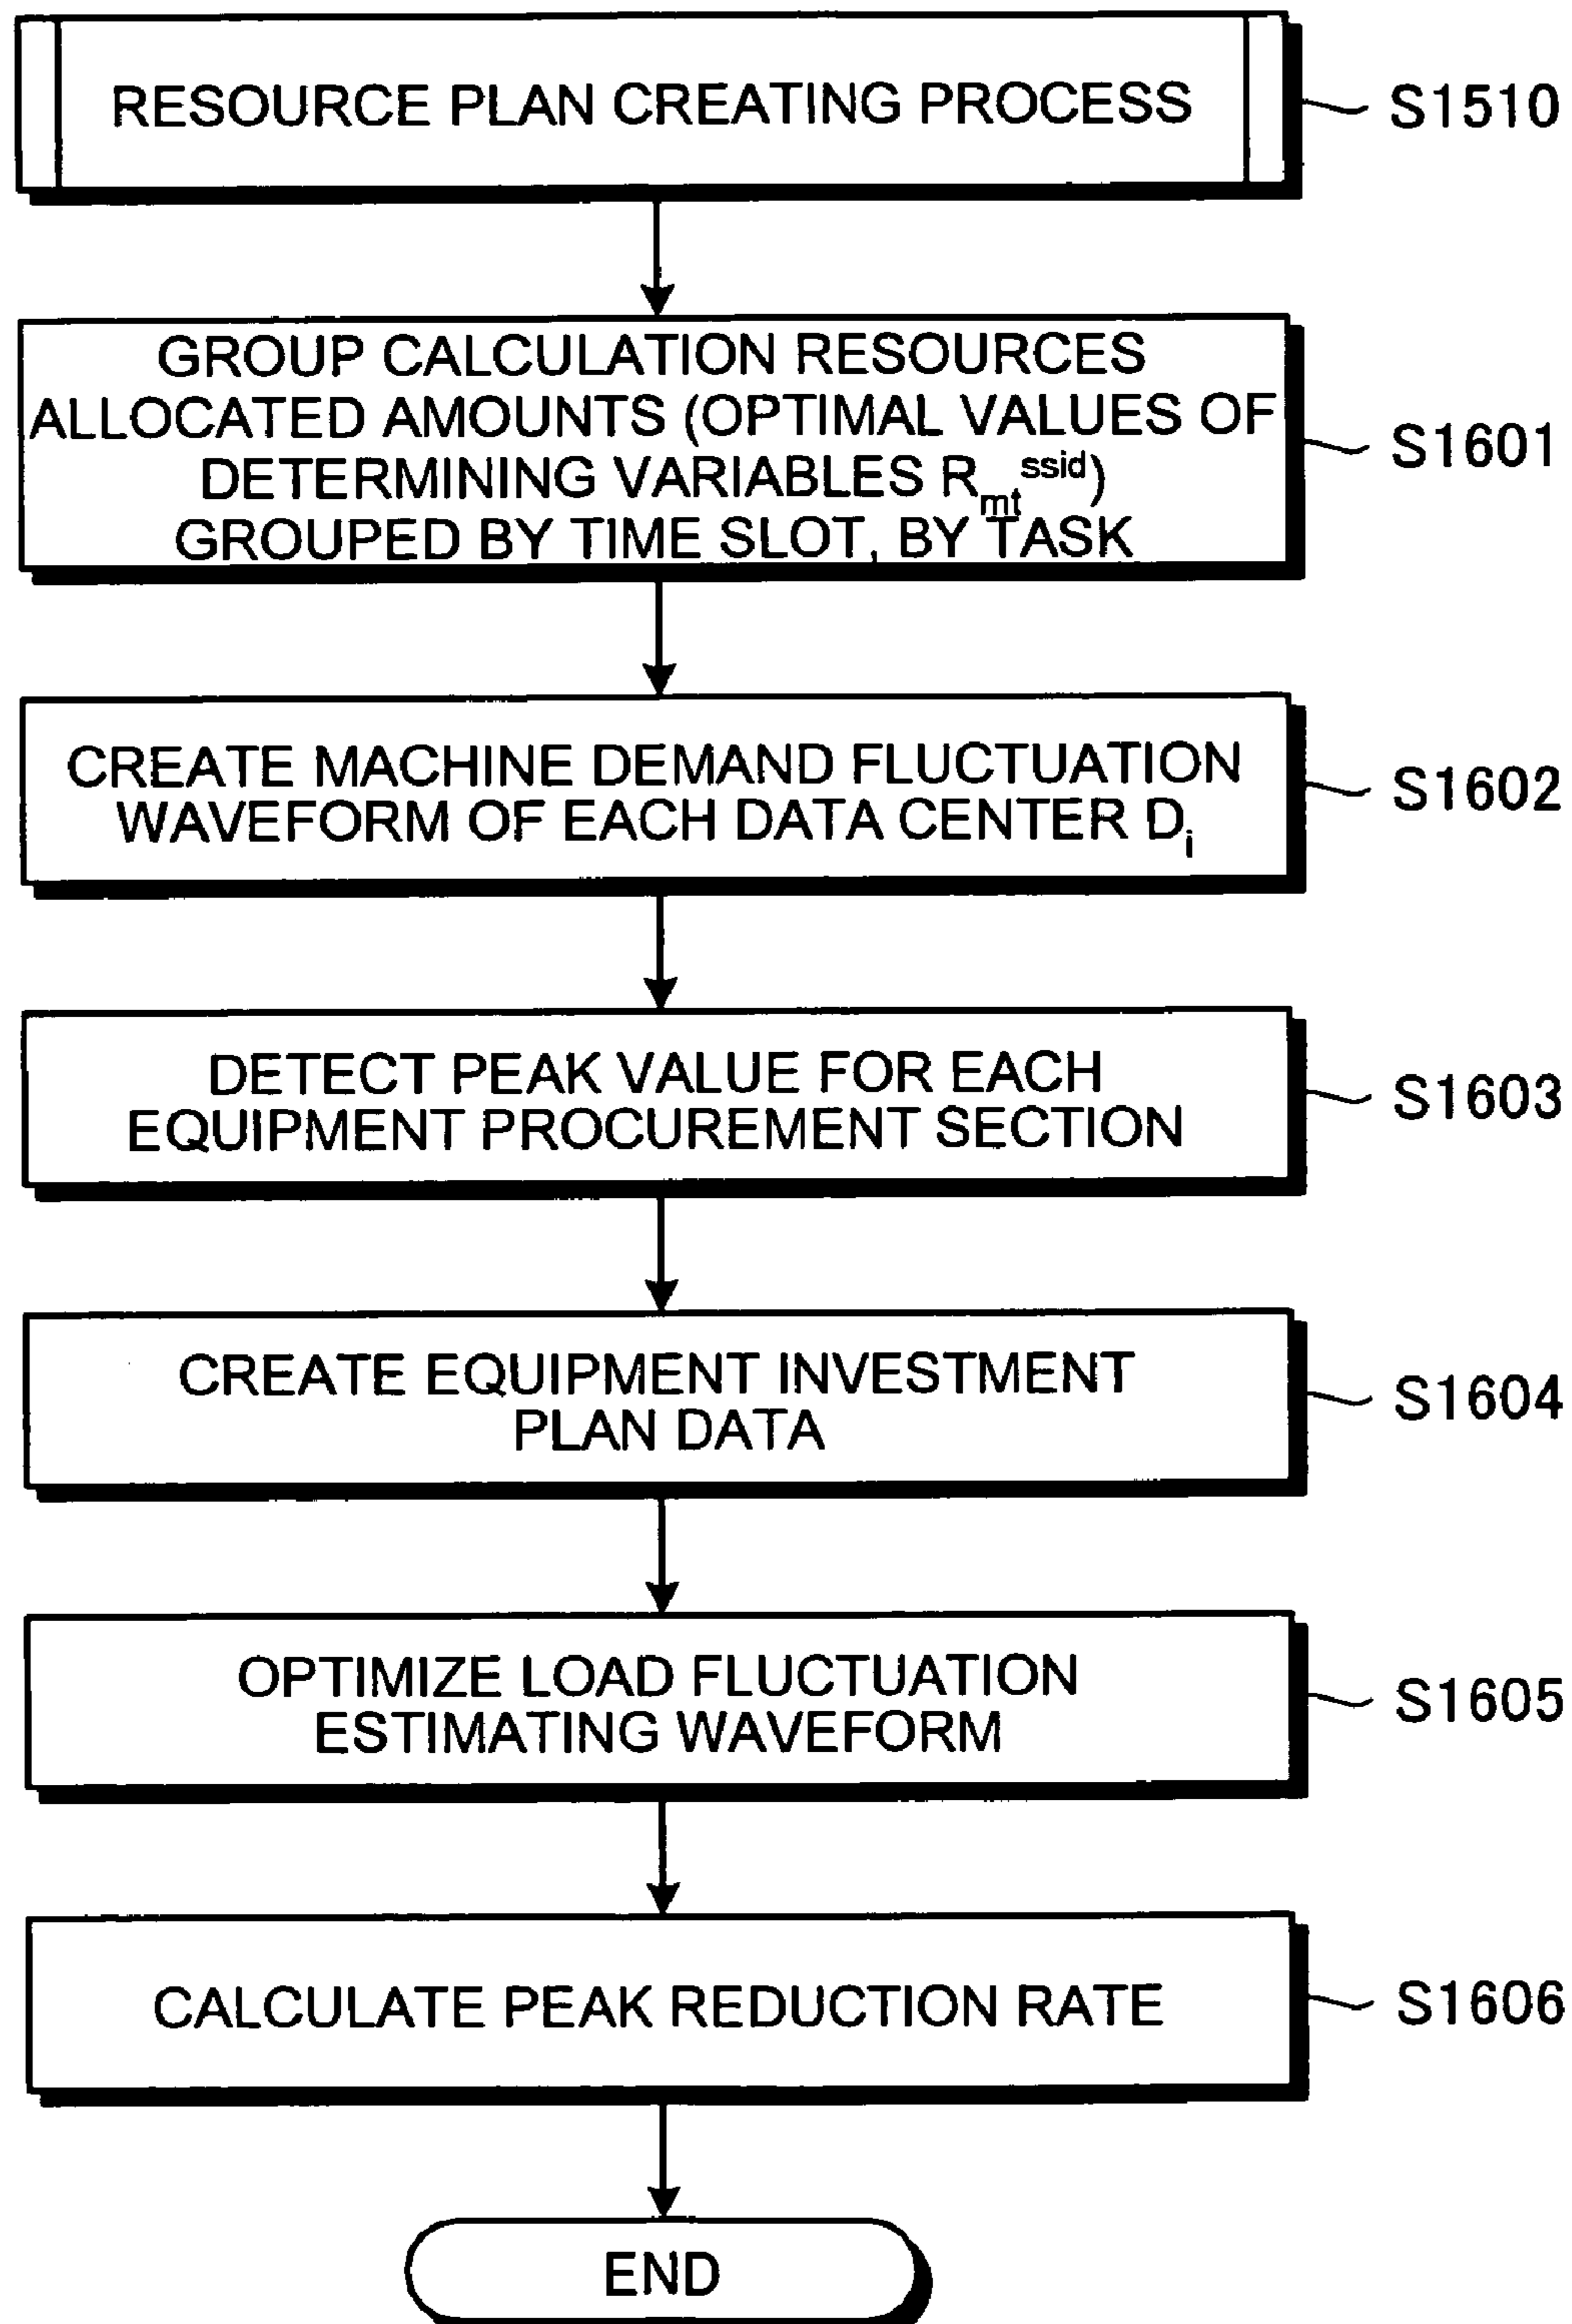 RESOURCE PLAN CREATING PROCESS
S1510
GROUP CALCULATION RESOURCES
ALLOCATED AMOUNTS (OPTIMAL VALUES OF
DETERMINING VARIABLES R_mt^ssid)
GROUPED BY TIME SLOT, BY TASK
S1601
CREATE MACHINE DEMAND FLUCTUATION
WAVEFORM OF EACH DATA CENTER D_i
S1602
DETECT PEAK VALUE FOR EACH
EQUIPMENT PROCUREMENT SECTION
S1603
CREATE EQUIPMENT INVESTMENT
PLAN DATA
S1604
OPTIMIZE LOAD FLUCTUATION
ESTIMATING WAVEFORM
S1605
CALCULATE PEAK REDUCTION RATE
S1606
END